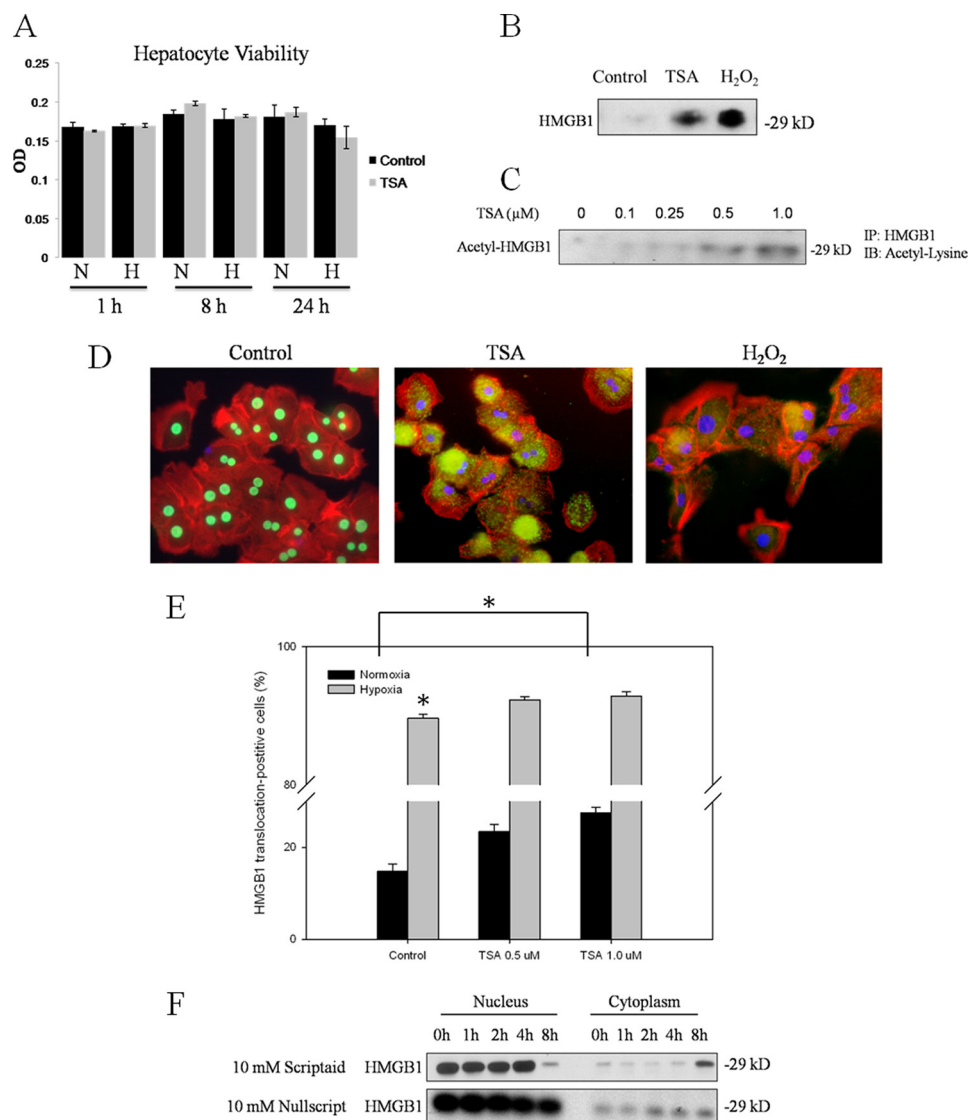 A
Hepatocyte Viability
0.25
0.2
0.15
0.1
0.05
0
OD
Control
TSA
N H N H N H
1 h 8 h 24 h
B
Control TSA H₂O₂
HMGB1 -29 kD
C
TSA (µM) 0 0.1 0.25 0.5 1.0
Acetyl-HMGB1 -29 kD
IP: HMGB1
IB: Acetyl-Lysine
D
Control TSA H₂O₂
E
*
100
80
20
0
HMGB1 translocation-postitive cells (%)
Normoxia
Hypoxia
*
Control TSA 0.5 uM TSA 1.0 uM
F
Nucleus Cytoplasm
0h 1h 2h 4h 8h 0h 1h 2h 4h 8h
10 mM Scriptaid HMGB1 -29 kD
10 mM Nullscript HMGB1 -29 kD